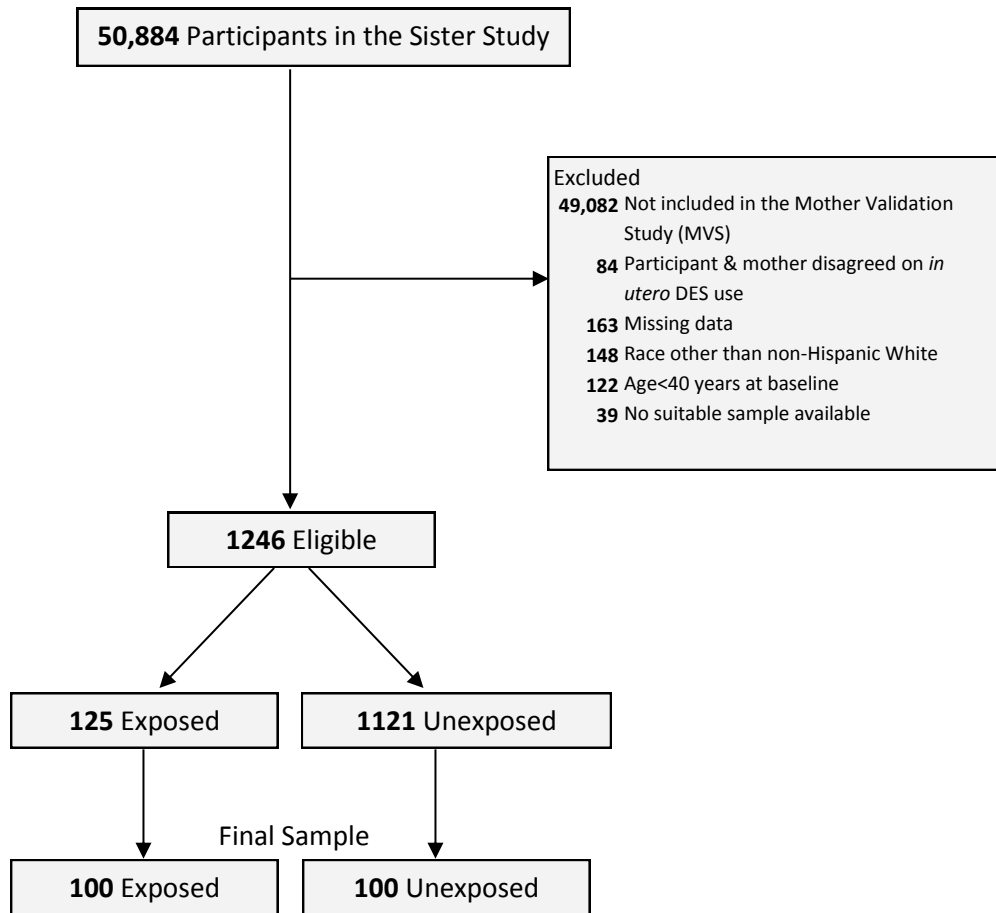 50,884 Participants in the Sister Study
Excluded
49,082 Not included in the Mother Validation
Study (MVS)
84 Participant & mother disagreed on in
utero DES use
163 Missing data
148 Race other than non-Hispanic White
122 Age<40 years at baseline
39 No suitable sample available
1246 Eligible
125 Exposed
1121 Unexposed
Final Sample
100 Exposed
100 Unexposed